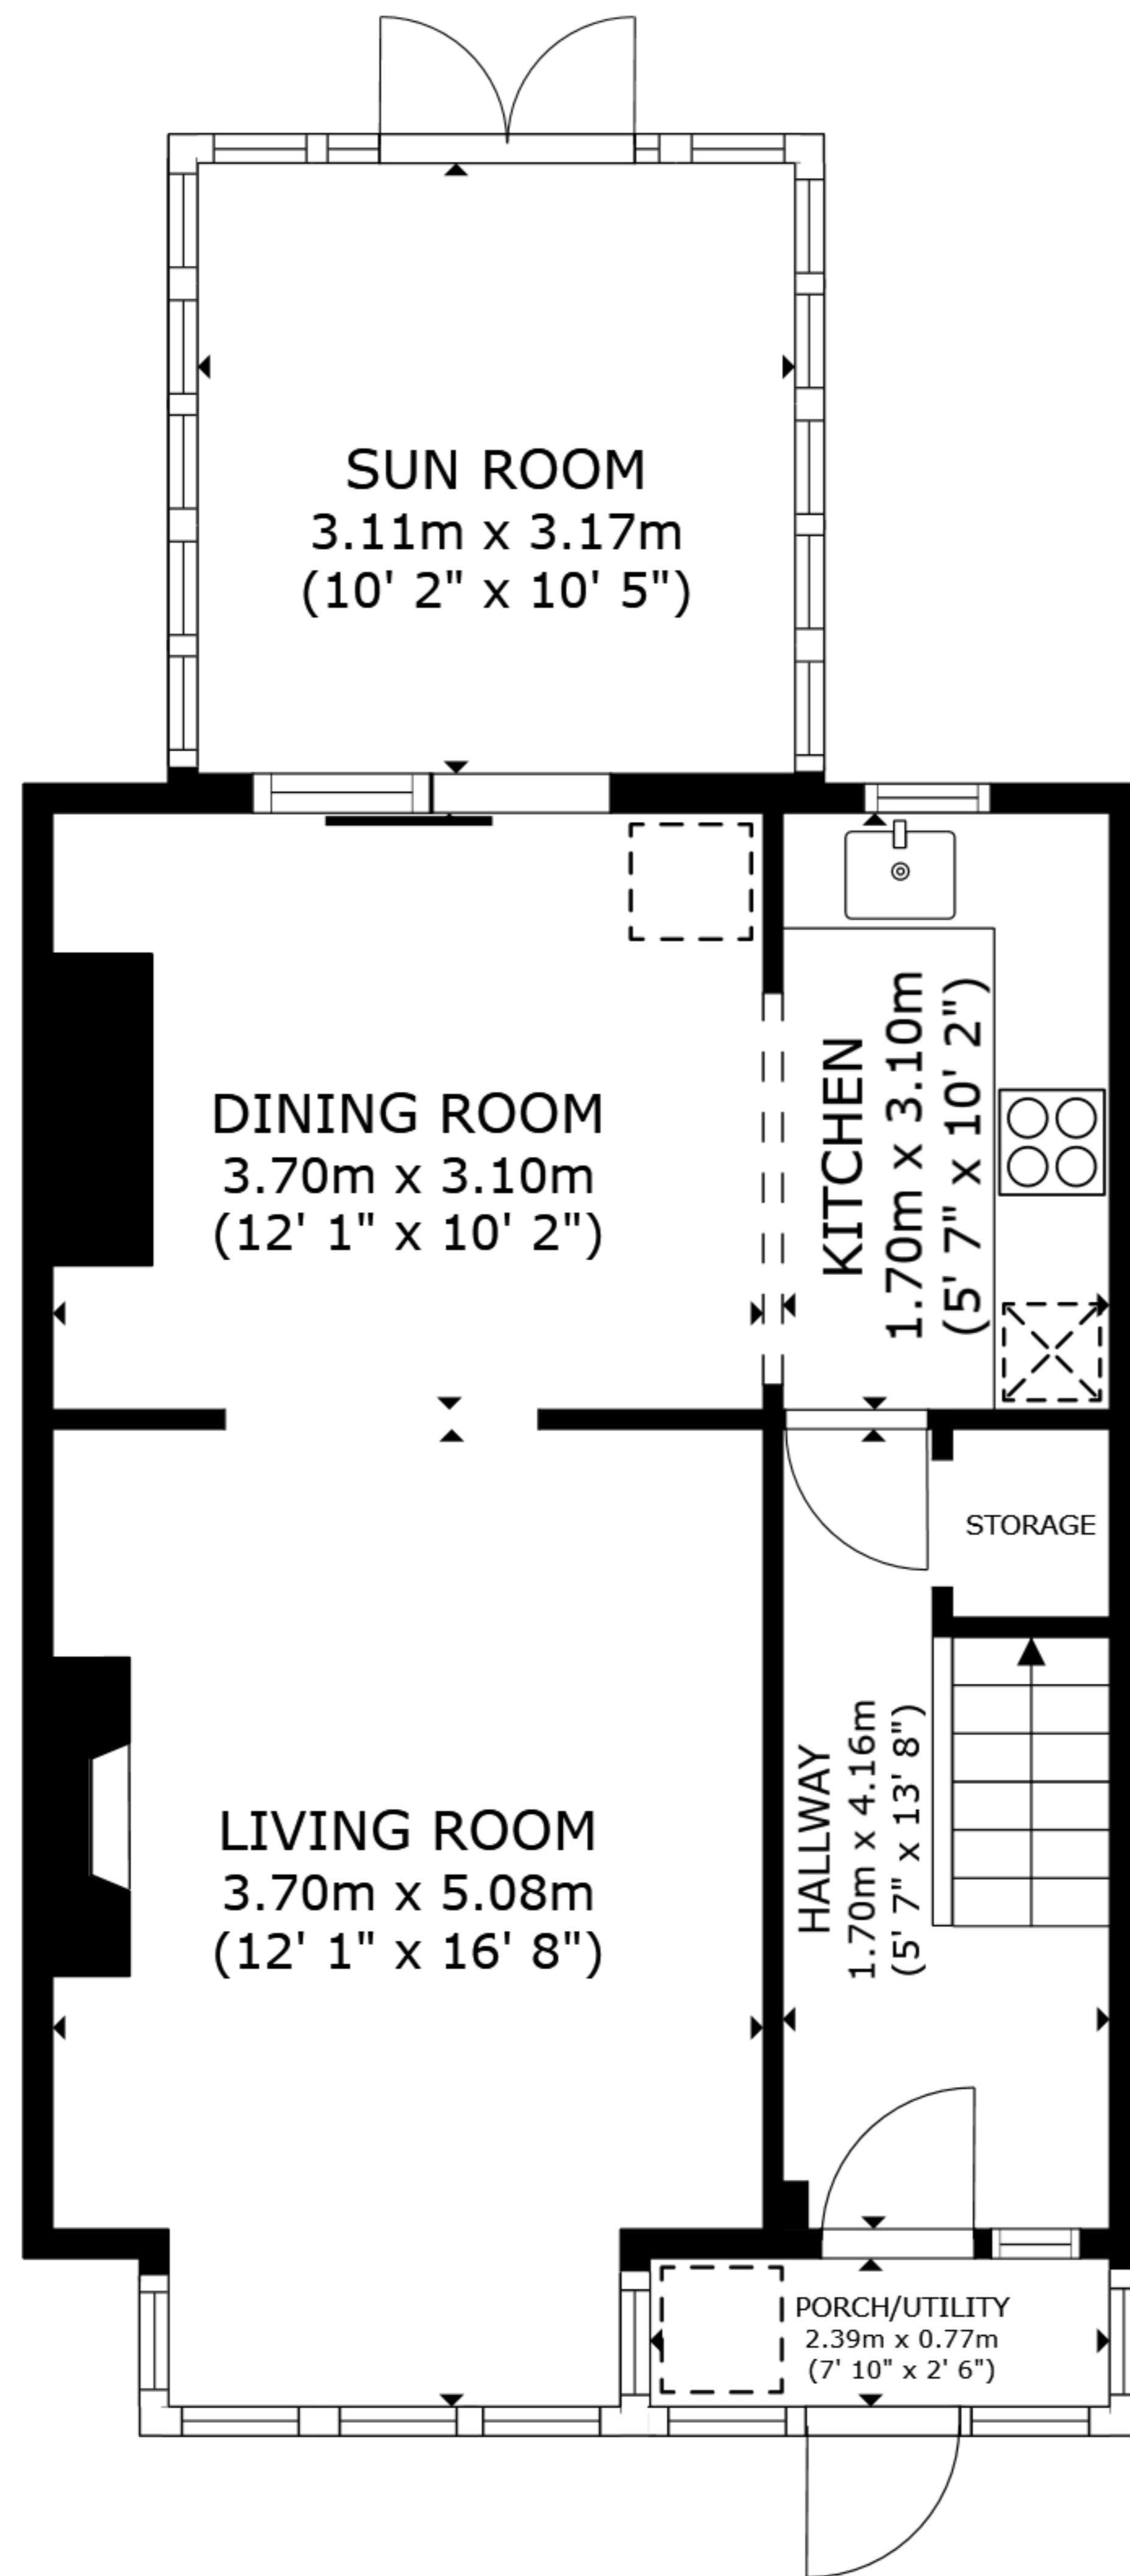 SUN ROOM
3.11m x 3.17m
(10' 2" x 10' 5")
DINING ROOM
3.70m x 3.10m
(12' 1" x 10' 2")
KITCHEN
1.70m x 3.10m
(5' 7" x 10' 2")
STORAGE
LIVING ROOM
3.70m x 5.08m
(12' 1" x 16' 8")
HALLWAY
1.70m x 4.16m
(5' 7" x 13' 8")
PORCH/UTILITY
2.39m x 0.77m
(7' 10" x 2' 6")